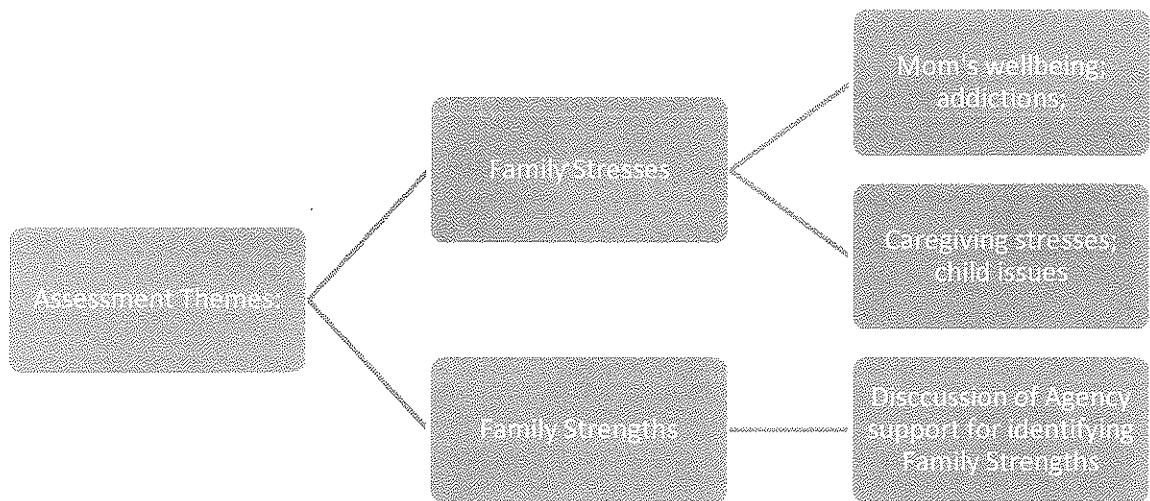 Assessment Themes:
Family Stresses
Mom's wellbeing;
addictions;
Caregiving stresses;
child issues
Family Strengths
Disccussion of Agency
support for identifying
Family Strengths